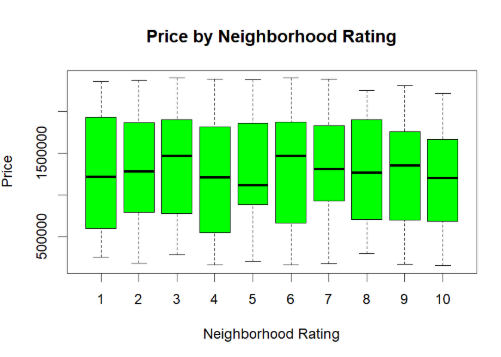 Price by Neighborhood Rating
Price
1500000
500000
1 2 3 4 5 6 7 8 9 10
Neighborhood Rating